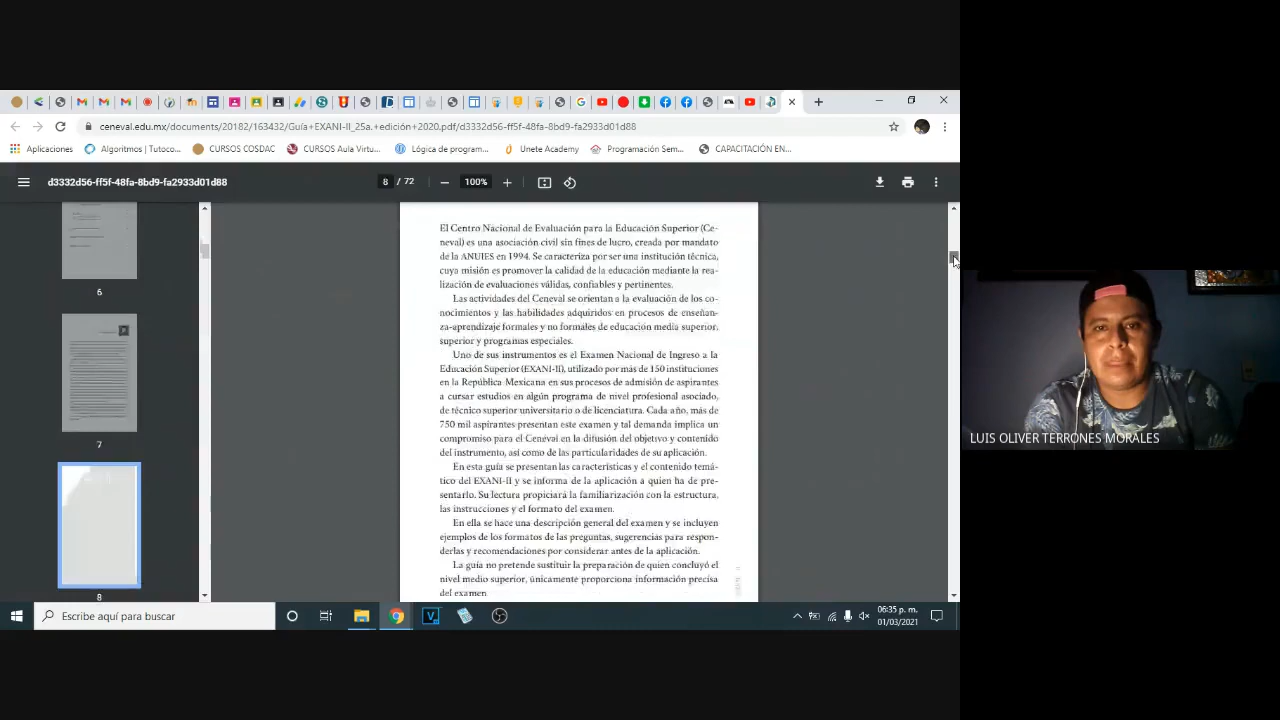 ceneval.edu.mx/documents/20182/163432/Guía+EXANI-II_25a.+edición+2020.pdf/d3332d56-ff5f-48fa-8bd9-fa2933d01d88
Aplicaciones
Algoritmos | Tutoco...
CURSOS COSDAC
CURSOS Aula Virtu...
Lógica de program...
Unete Academy
Programación Sem...
CAPACITACIÓN EN...
d3332d56-ff5f-48fa-8bd9-fa2933d01d88
8 / 72
100%
6
7
8
El Centro Nacional de Evaluación para la Educación Superior (Ce-
neval) es una asociación civil sin fines de lucro, creada por mandato
de la ANUIES en 1994. Se caracteriza por ser una institución técnica,
cuya misión es promover la calidad de la educación mediante la rea-
lización de evaluaciones válidas, confiables y pertinentes.
Las actividades del Ceneval se orientan a la evaluación de los co-
nocimientos y las habilidades adquiridos en procesos de enseñan-
za-aprendizaje formales y no formales de educación media superior,
superior y programas especiales.
Uno de sus instrumentos es el Examen Nacional de Ingreso a la
Educación Superior (EXANI-II), utilizado por más de 150 instituciones
en la República Mexicana en sus procesos de admisión de aspirantes
a cursar estudios en algún programa de nivel profesional asociado,
de técnico superior universitario o de licenciatura. Cada año, más de
750 mil aspirantes presentan este examen y tal demanda implica un
compromiso para el Ceneval en la difusión del objetivo y contenido
del instrumento, así como de las particularidades de su aplicación.
En esta guía se presentan las características y el contenido temá-
tico del EXANI-II y se informa de la aplicación a quien ha de pre-
sentarlo. Su lectura propiciará la familiarización con la estructura,
las instrucciones y el formato del examen.
En ella se hace una descripción general del examen y se incluyen
ejemplos de los formatos de las preguntas, sugerencias para respon-
derlas y recomendaciones por considerar antes de la aplicación.
La guía no pretende sustituir la preparación de quien concluyó el
nivel medio superior, únicamente proporciona información precisa
del examen.
LUIS OLIVER TERRONES MORALES
Escribe aquí para buscar
06:35 p. m.
01/03/2021